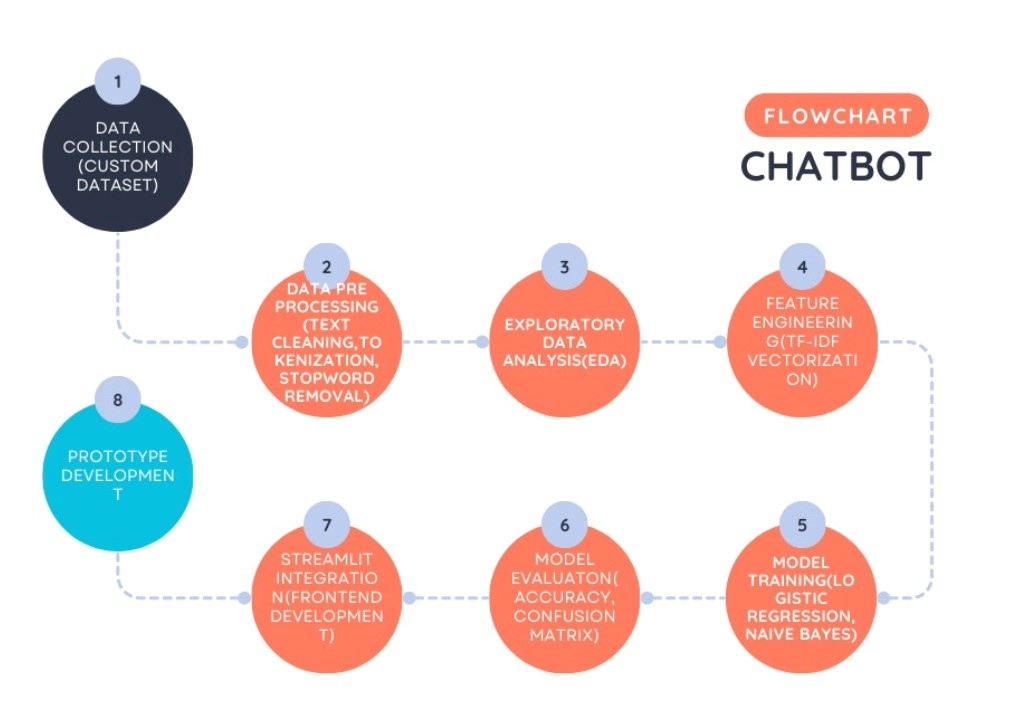 FLOWCHART
CHATBOT
1
DATA
COLLECTION
(CUSTOM
DATASET)
2
DATA PRE
PROCESSING
(TEXT
CLEANING,TO
KENIZATION,
STOPWORD
REMOVAL)
3
EXPLORATORY
DATA
ANALYSIS(EDA)
4
FEATURE
ENGINEERIN
G(TF-IDF
VECTORIZATI
ON)
5
MODEL
TRAINING(LO
GISTIC
REGRESSION,
NAIVE BAYES)
6
MODEL
EVALUATON(
ACCURACY,
CONFUSION
MATRIX)
7
STREAMLIT
INTEGRATIO
N(FRONTEND
DEVELOPMEN
T)
8
PROTOTYPE
DEVELOPMEN
T